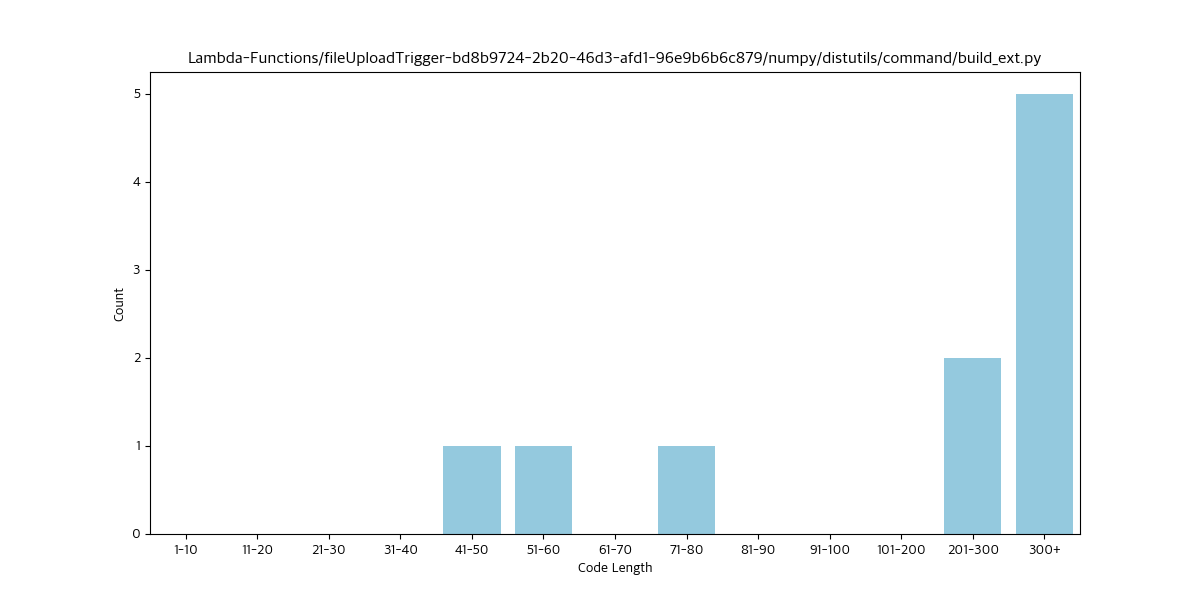 Lambda-Functions/fileUploadTrigger-bd8b9724-2b20-46d3-afd1-96e9b6b6c879/numpy/distutils/command/build_ext.py
5
4
3
2
1
0
Count
1-10 11-20 21-30 31-40 41-50 51-60 61-70 71-80 81-90 91-100 101-200 201-300 300+
Code Length